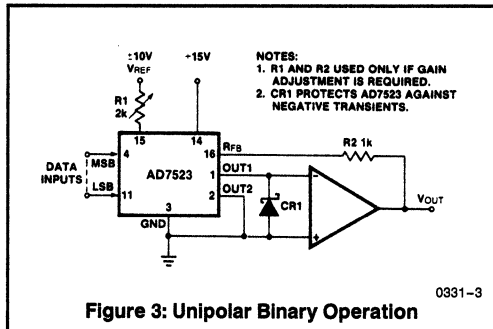 ±10V
VREF
+15V
NOTES:
1. R1 AND R2 USED ONLY IF GAIN
ADJUSTMENT IS REQUIRED.
2. CR1 PROTECTS AD7523 AGAINST
NEGATIVE TRANSIENTS.
R1
2k
15
14
RFB
16
R2 1k
DATA
INPUTS
MSB
4
LSB
11
AD7523
OUT1
1
OUT2
2
3
GND
CR1
−
+
VOUT
0331-3
Figure 3: Unipolar Binary Operation